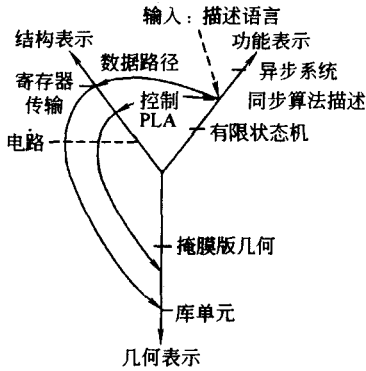 输入：描述语言
结构表示
功能表示
数据路径
异步系统
寄存器
传输
控制
PLA
同步算法描述
有限状态机
电路
掩膜版几何
库单元
几何表示